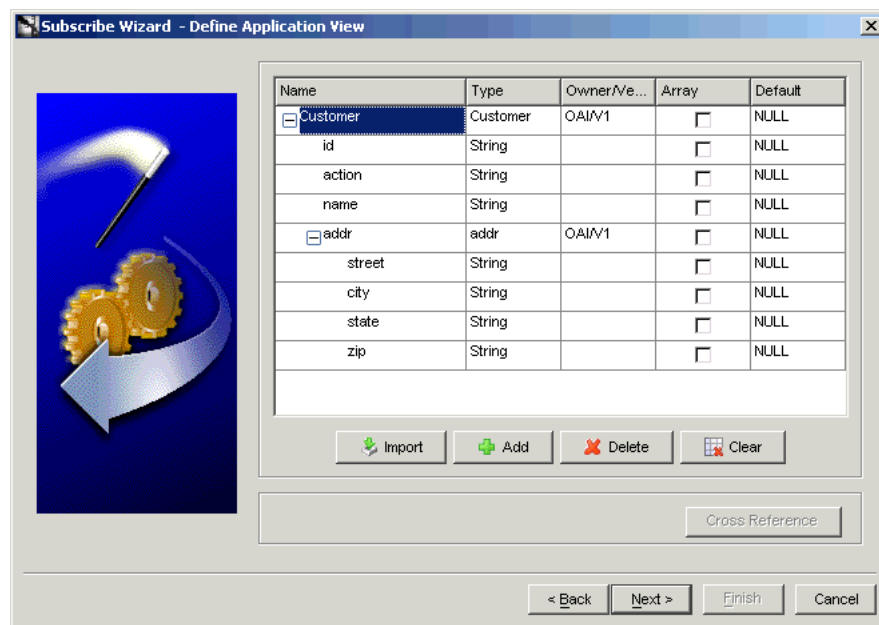 Subscribe Wizard - Define Application View
Name Type Owner/Ve... Array Default
Customer Customer OAI/V1 NULL
id String NULL
action String NULL
name String NULL
addr addr OAI/V1 NULL
street String NULL
city String NULL
state String NULL
zip String NULL
Import Add Delete Clear
Cross Reference
< Back Next > Finish Cancel